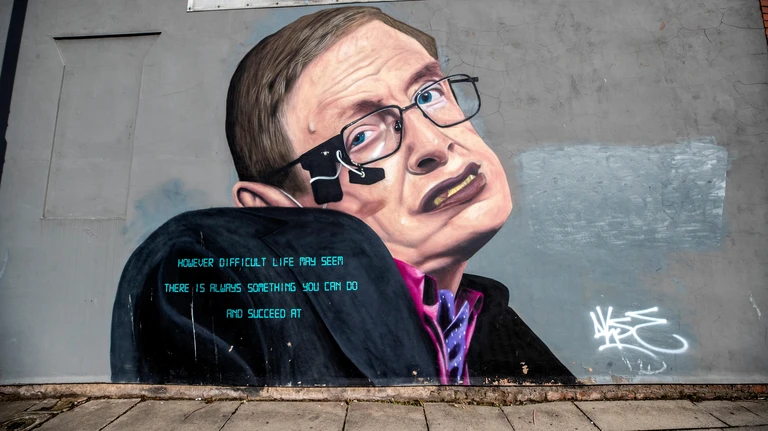 HOWEVER DIFFICULT LIFE MAY SEEM
THERE IS ALWAYS SOMETHING YOU CAN DO
AND SUCCEED AT